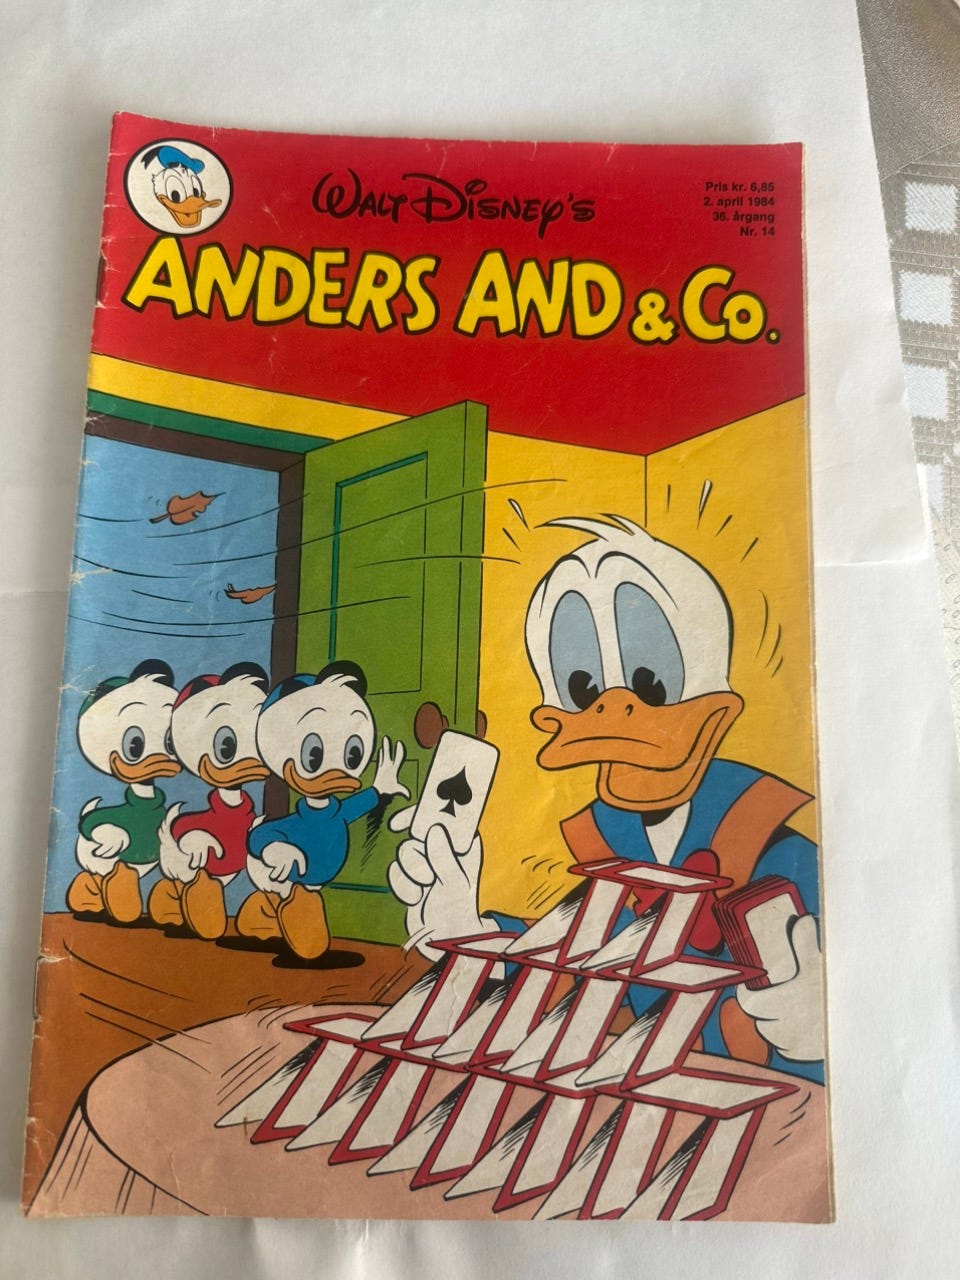 WALT DISNEY'S
Pris kr. 6,85
2. april 1984
36. årgang
Nr. 14
ANDERS AND & Co.